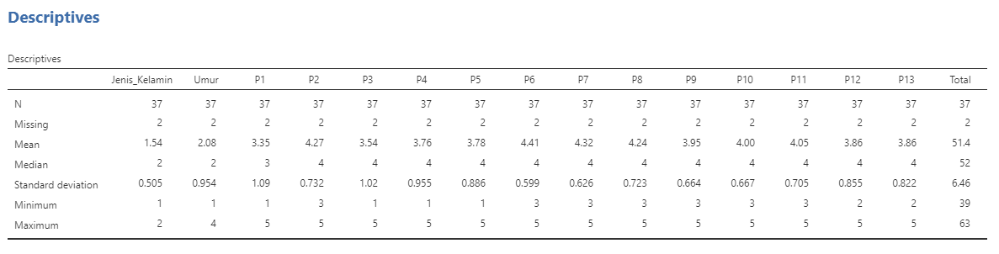 Descriptives
Descriptives
Jenis_Kelamin Umur P1 P2 P3 P4 P5 P6 P7 P8 P9 P10 P11 P12 P13 Total
N 37 37 37 37 37 37 37 37 37 37 37 37 37 37 37 37
Missing 2 2 2 2 2 2 2 2 2 2 2 2 2 2 2 2
Mean 1.54 2.08 3.35 4.27 3.54 3.76 3.78 4.41 4.32 4.24 3.95 4.00 4.05 3.86 3.86 51.4
Median 2 2 3 4 4 4 4 4 4 4 4 4 4 4 4 52
Standard deviation 0.505 0.954 1.09 0.732 1.02 0.955 0.886 0.599 0.626 0.723 0.664 0.667 0.705 0.855 0.822 6.46
Minimum 1 1 1 3 1 1 1 3 3 3 3 3 3 2 2 39
Maximum 2 4 5 5 5 5 5 5 5 5 5 5 5 5 5 63